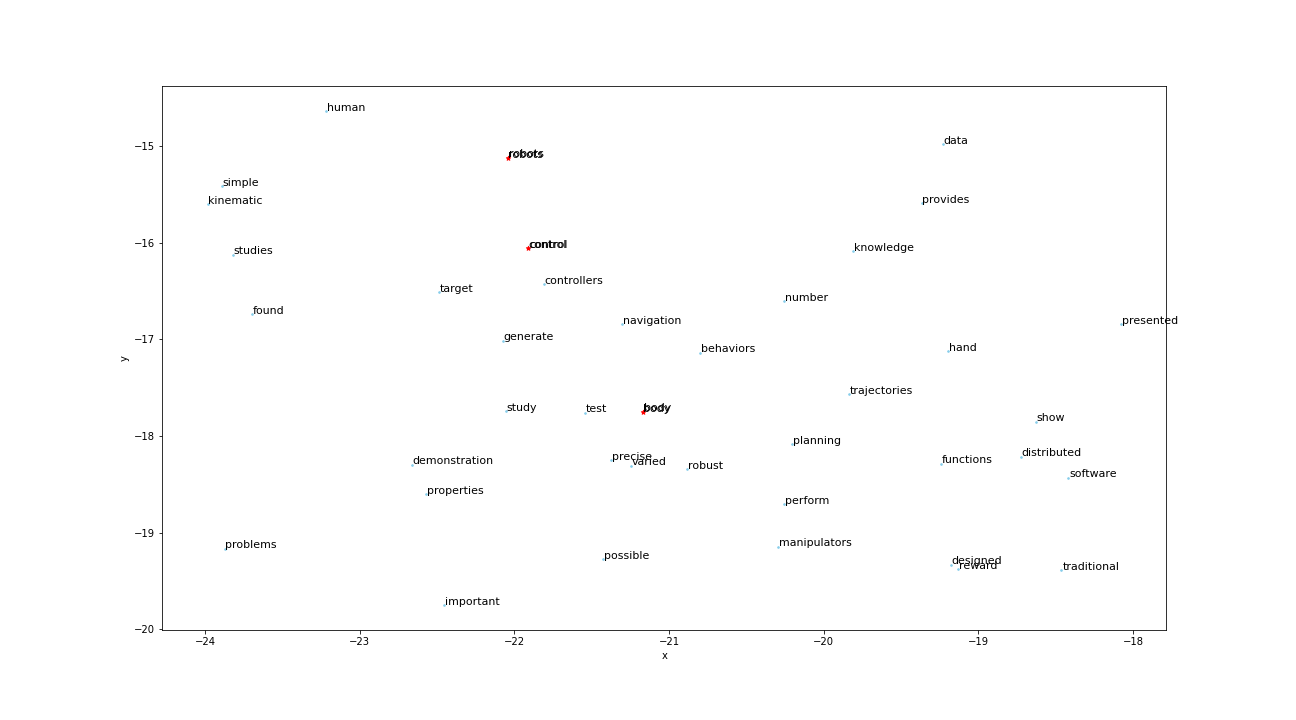 human
robots
data
simple
kinematic
provides
control
studies
knowledge
controllers
target
number
found
navigation
presented
generate
behaviors
hand
trajectories
study
test
body
show
planning
distributed
demonstration
precise
varied
robust
functions
software
properties
perform
problems
manipulators
possible
designed
reward
traditional
important
−15
−16
−17
−18
−19
−20
y
−24
−23
−22
−21
−20
−19
−18
x